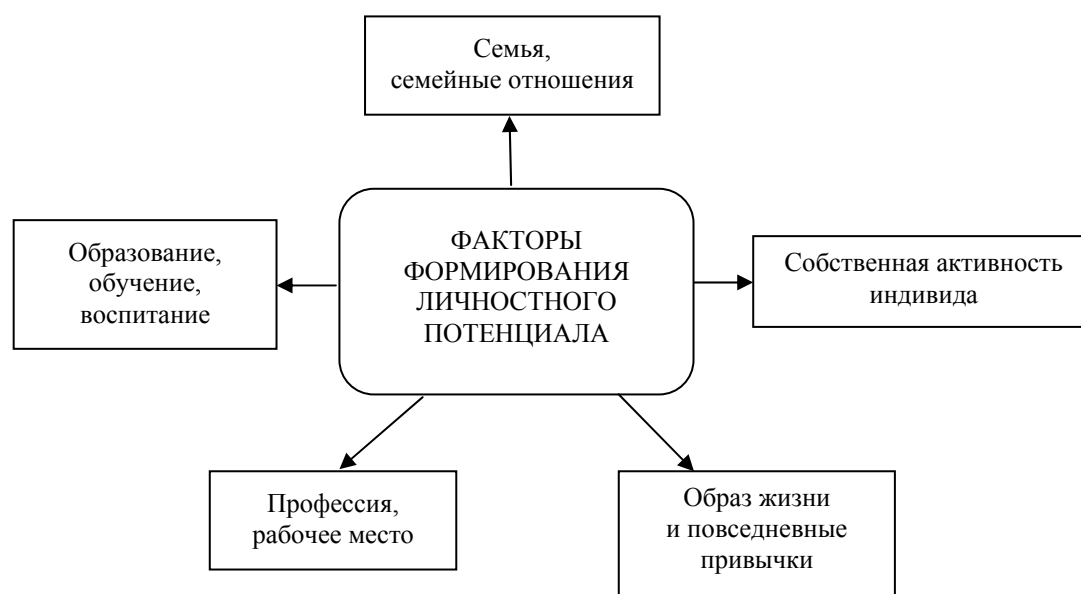 Семья,
семейные отношения
Образование,
обучение,
воспитание
ФАКТОРЫ
ФОРМИРОВАНИЯ
ЛИЧНОСТНОГО
ПОТЕНЦИАЛА
Собственная активность
индивида
Профессия,
рабочее место
Образ жизни
и повседневные
привычки